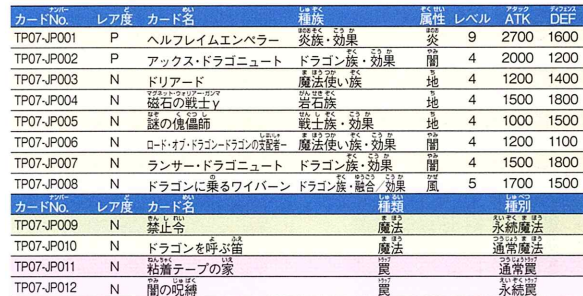 カードNo. レア度 カード名 種族 属性 レベル ATK DEF
TP07-JP001 P ヘルフレイムエンペラー 炎族・効果 炎 9 2700 1600
TP07-JP002 P アックス・ドラゴニュート ドラゴン族・効果 闇 4 2000 1200
TP07-JP003 N ドリアード 魔法使い族 地 4 1200 1400
TP07-JP004 N 磁石の戦士γ 岩石族 地 4 1500 1800
TP07-JP005 N 謎の傀儡師 戦士族・効果 地 4 1000 1500
TP07-JP006 N ロード・オブ・ドラゴンードラゴンの支配者ー 魔法使い族・効果 闇 4 1200 1100
TP07-JP007 N ランサー・ドラゴニュート ドラゴン族・効果 闇 4 1500 1800
TP07-JP008 N ドラゴンに乗るワイバーン ドラゴン族・融合/効果 風 5 1700 1500
カードNo. レア度 カード名 種類 種別
TP07-JP009 N 禁止令 魔法 永続魔法
TP07-JP010 N ドラゴンを呼ぶ笛 魔法 通常魔法
TP07-JP011 N 粘着テープの家 罠 通常罠
TP07-JP012 N 闇の呪縛 罠 永続罠